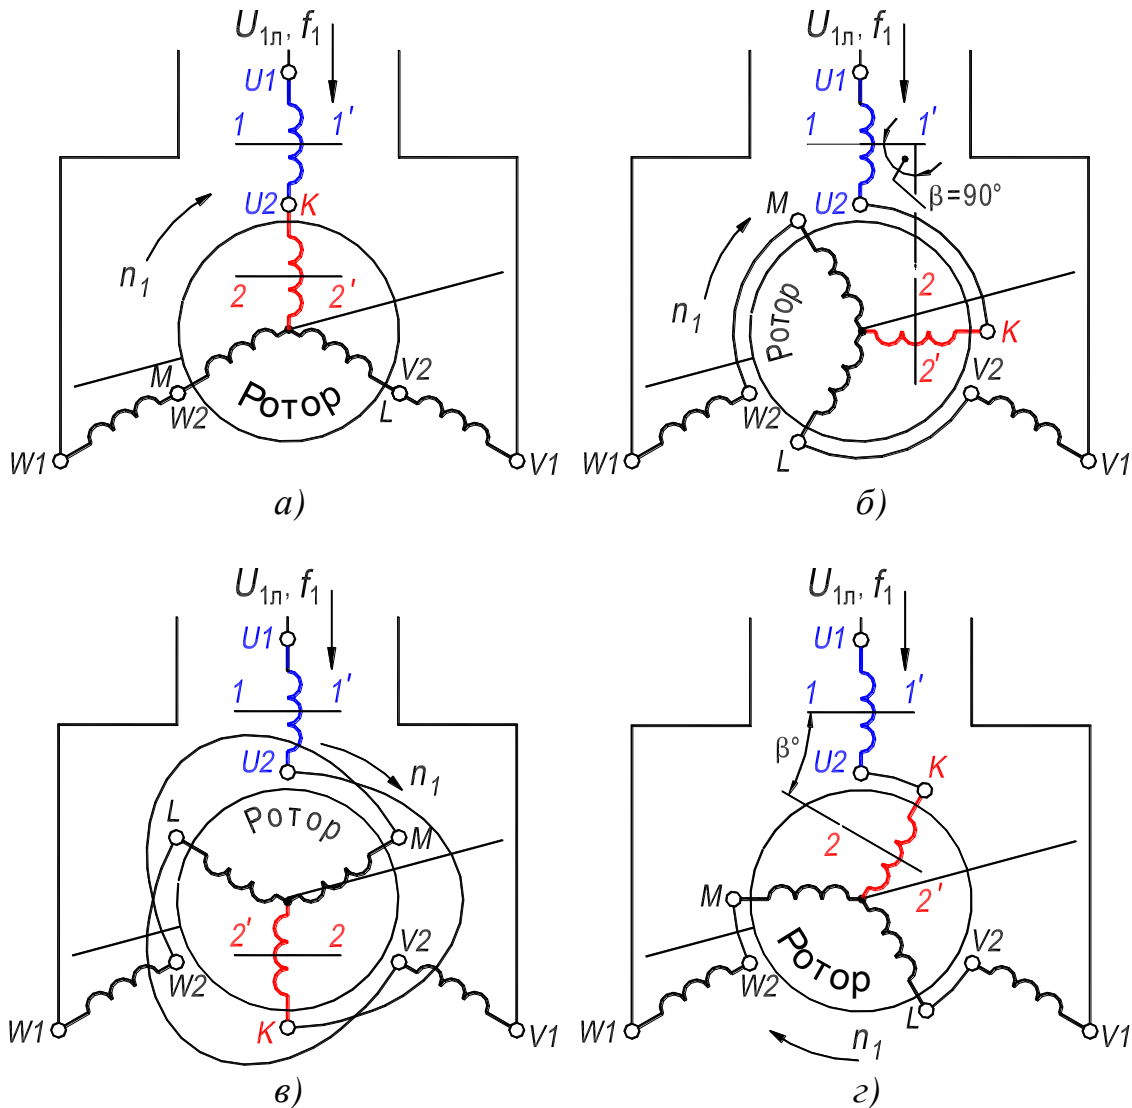 U1л, f1
U1
1 1′
U2 K
n1
2 2′
M V2
Ротор
W2 L
W1 V1
а)
U1л, f1
U1
1 1′
M U2 β=90°
n1 Ротор 2
K
2′ V2
W2
W1 L V1
б)
U1л, f1
U1
1 1′
U2 n1
L Ротор M
2′ 2 V2
W2
W1 K V1
в)
U1л, f1
U1
1 1′
β° U2 K
2
M 2′
Ротор V2
W2 L
W1 n1 V1
г)